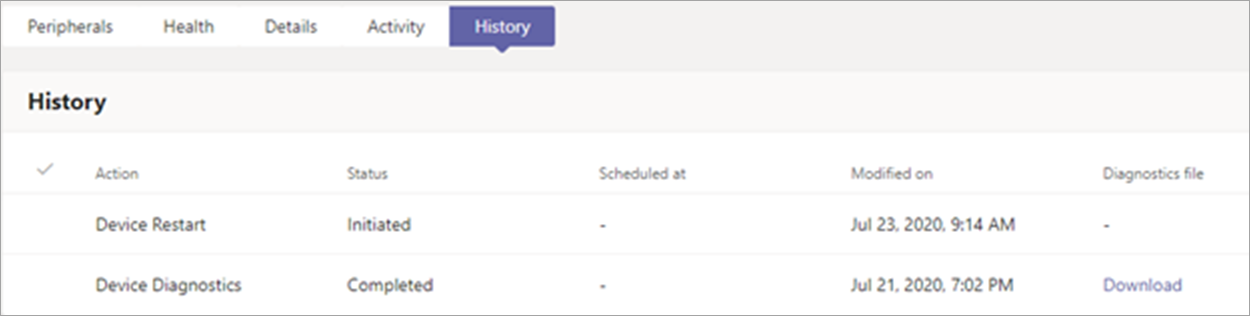 Peripherals Health Details Activity History
History
Action Status Scheduled at Modified on Diagnostics file
Device Restart Initiated - Jul 23, 2020, 9:14 AM -
Device Diagnostics Completed - Jul 21, 2020, 7:02 PM Download